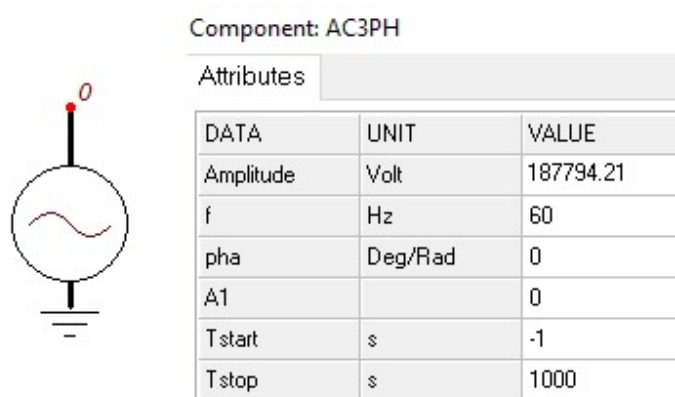 Component: AC3PH
Attributes
0
DATA UNIT VALUE
Amplitude Volt 187794.21
f Hz 60
pha Deg/Rad 0
A1 0
Tstart s -1
Tstop s 1000